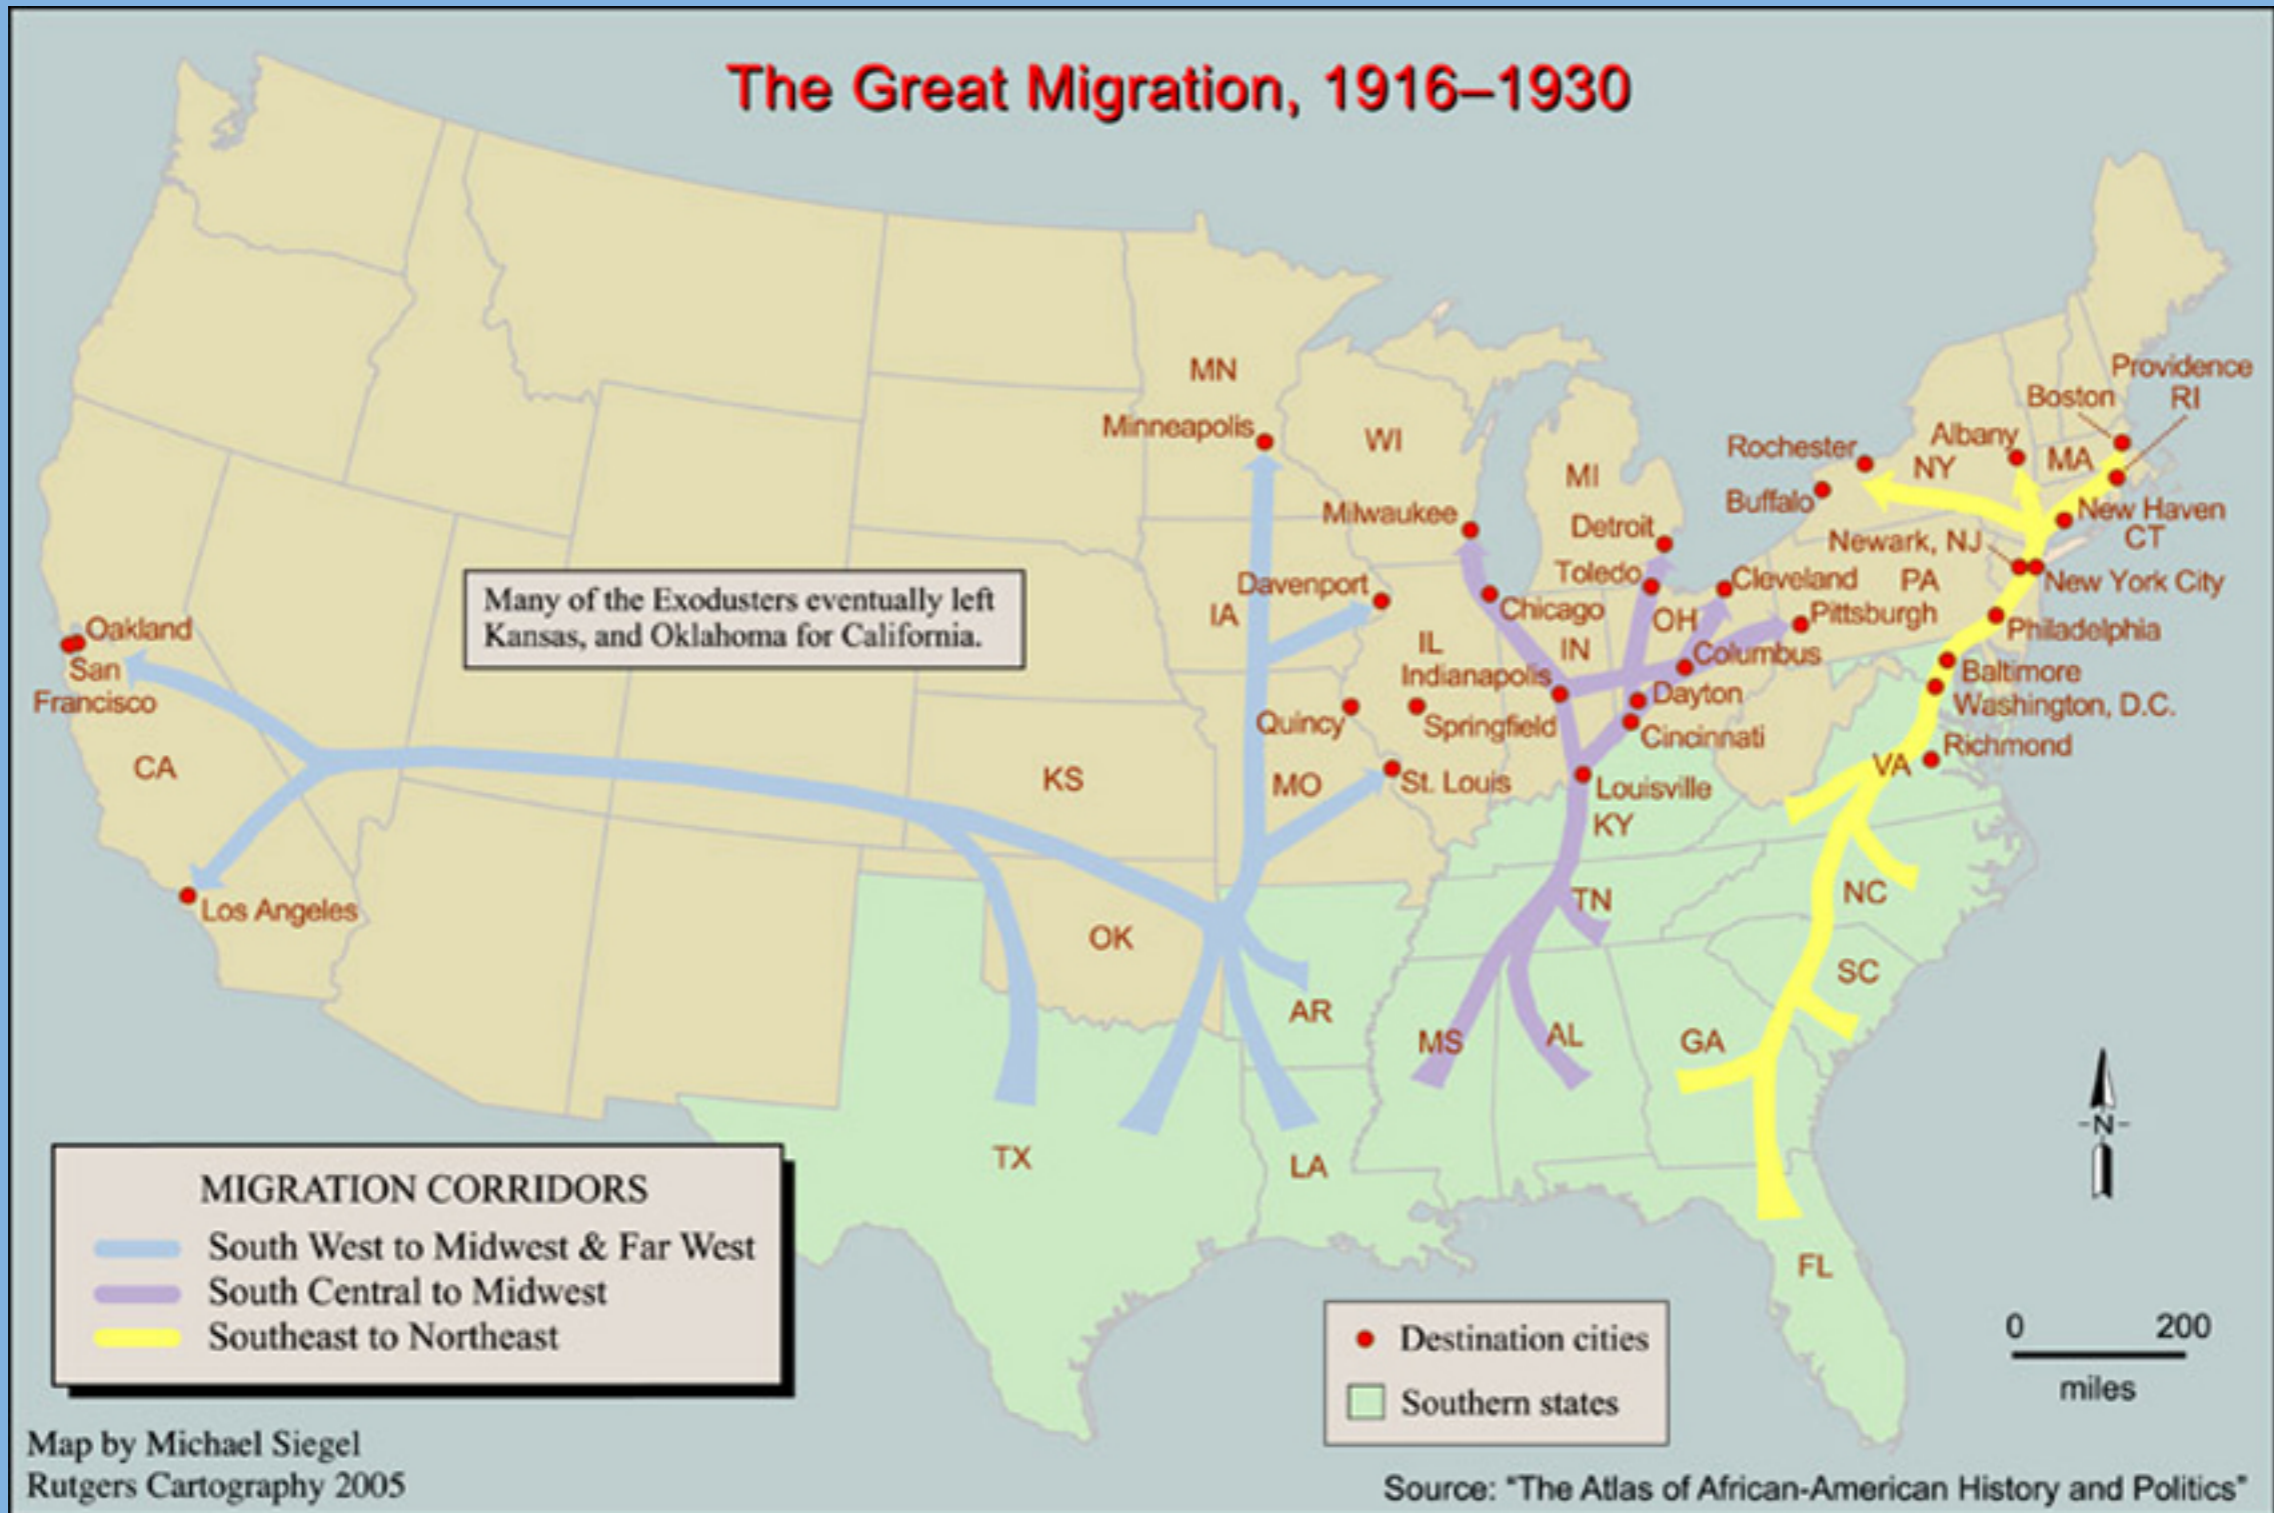 The Great Migration, 1916–1930
MN
Minneapolis
WI
MI
Milwaukee
Detroit
Toledo
Davenport
IA
Chicago
Cleveland
PA
Pittsburgh
OH
IL
IN
Indianapolis
Columbus
Dayton
Quincy
Springfield
Cincinnati
MO
St. Louis
Louisville
KY
Providence
RI
Boston
Albany
Rochester
NY
MA
Buffalo
New Haven
CT
Newark, NJ
New York City
Philadelphia
Baltimore
Washington, D.C.
Richmond
VA
Many of the Exodusters eventually left
Kansas, and Oklahoma for California.
Oakland
San
Francisco
CA
Los Angeles
KS
OK
TN
NC
SC
AR
MS
AL
GA
TX
LA
FL
N
MIGRATION CORRIDORS
South West to Midwest & Far West
South Central to Midwest
Southeast to Northeast
Destination cities
Southern states
0 200
miles
Map by Michael Siegel
Rutgers Cartography 2005
Source: “The Atlas of African-American History and Politics”